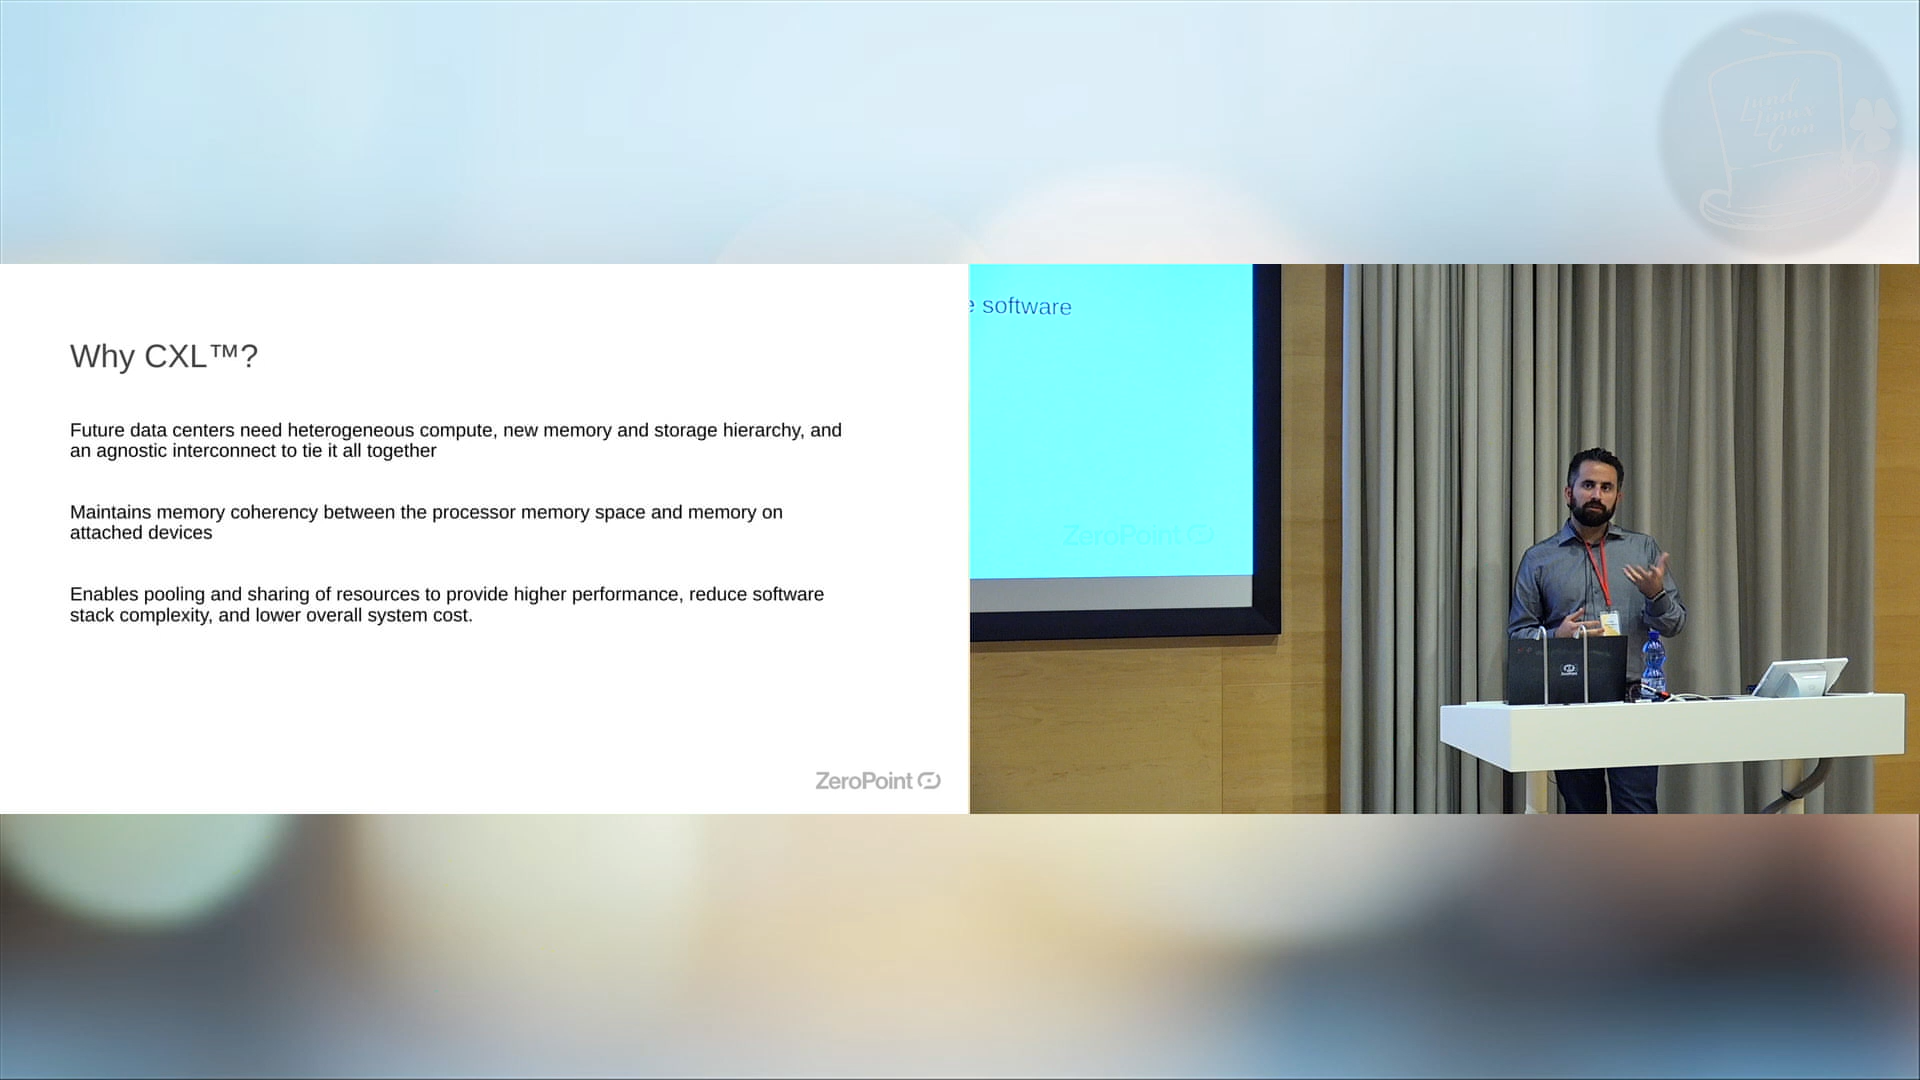 Lund
Linux
Con
Why CXL™?
Future data centers need heterogeneous compute, new memory and storage hierarchy, and
an agnostic interconnect to tie it all together
Maintains memory coherency between the processor memory space and memory on
attached devices
Enables pooling and sharing of resources to provide higher performance, reduce software
stack complexity, and lower overall system cost.
ZeroPoint
e software
ZeroPoint